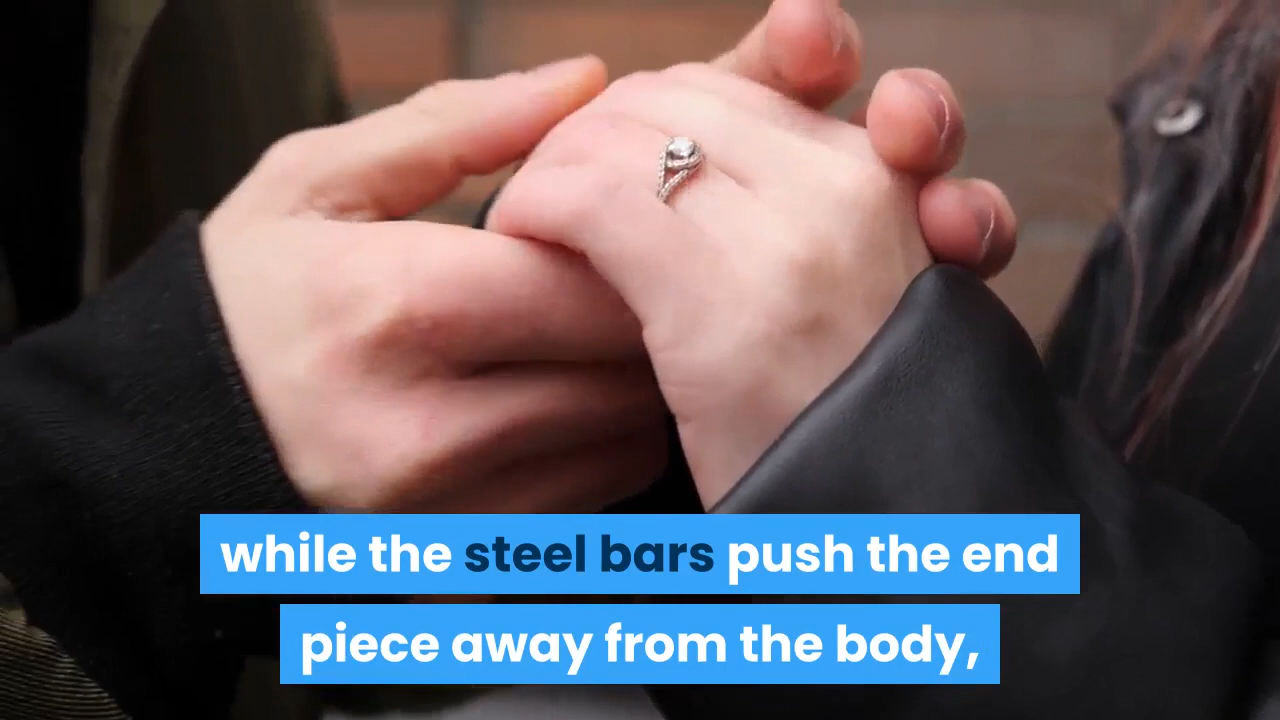 while the steel bars push the end
piece away from the body,